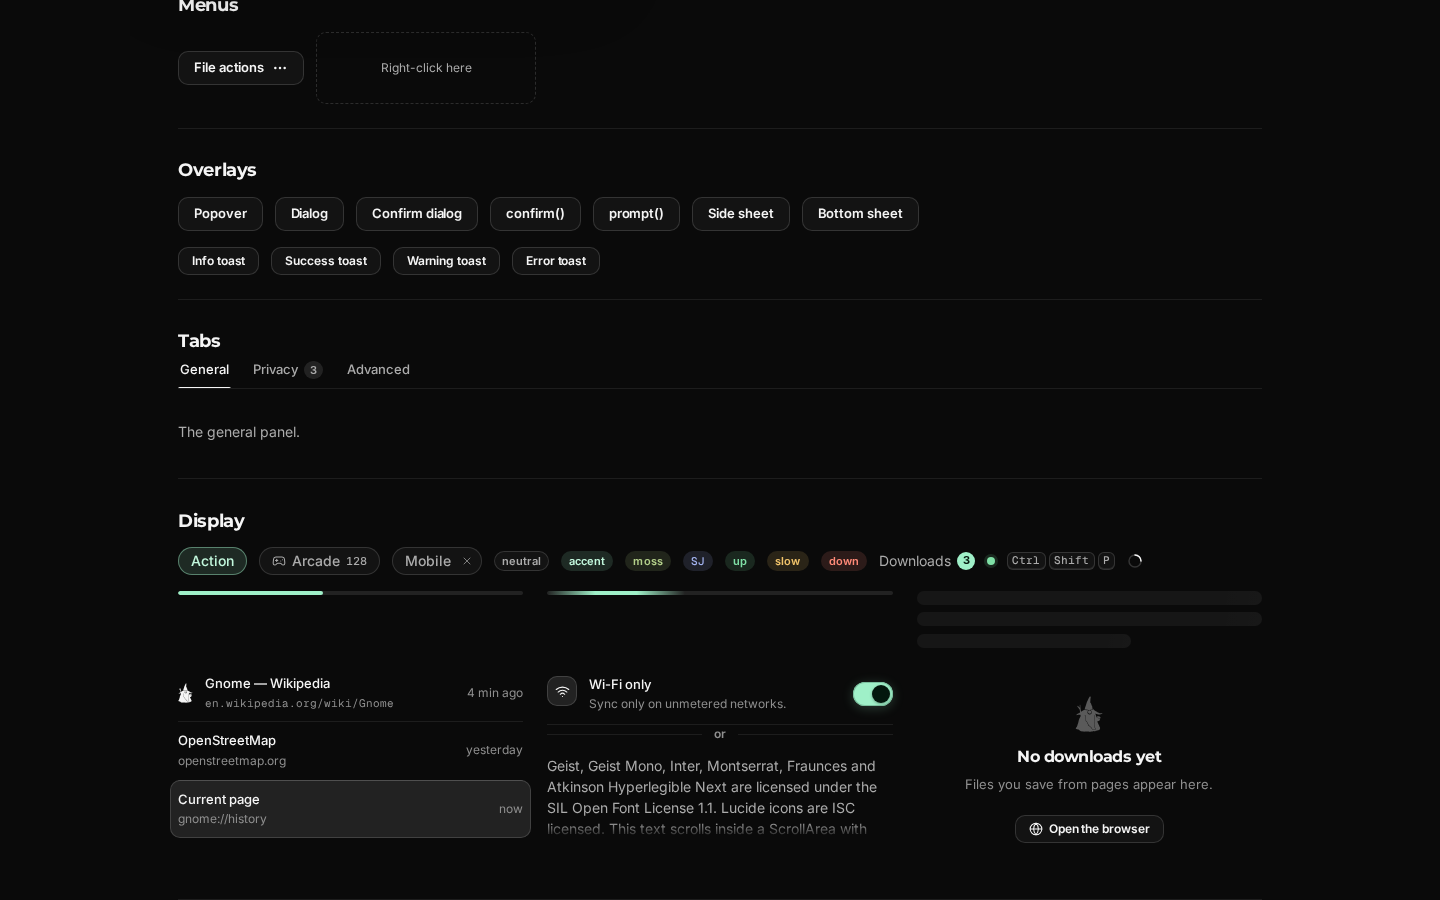 Menus
File actions ···
Right-click here
Overlays
Popover
Dialog
Confirm dialog
confirm()
prompt()
Side sheet
Bottom sheet
Info toast
Success toast
Warning toast
Error toast
Tabs
General
Privacy 3
Advanced
The general panel.
Display
Action
Arcade 128
Mobile ×
neutral
accent
moss
SJ
up
slow
down
Downloads 3
Ctrl Shift P
Gnome — Wikipedia
en.wikipedia.org/wiki/Gnome
4 min ago
OpenStreetMap
openstreetmap.org
yesterday
Current page
gnome://history
now
Wi-Fi only
Sync only on unmetered networks.
or
Geist, Geist Mono, Inter, Montserrat, Fraunces and
Atkinson Hyperlegible Next are licensed under the
SIL Open Font License 1.1. Lucide icons are ISC
licensed. This text scrolls inside a ScrollArea with
No downloads yet
Files you save from pages appear here.
Open the browser